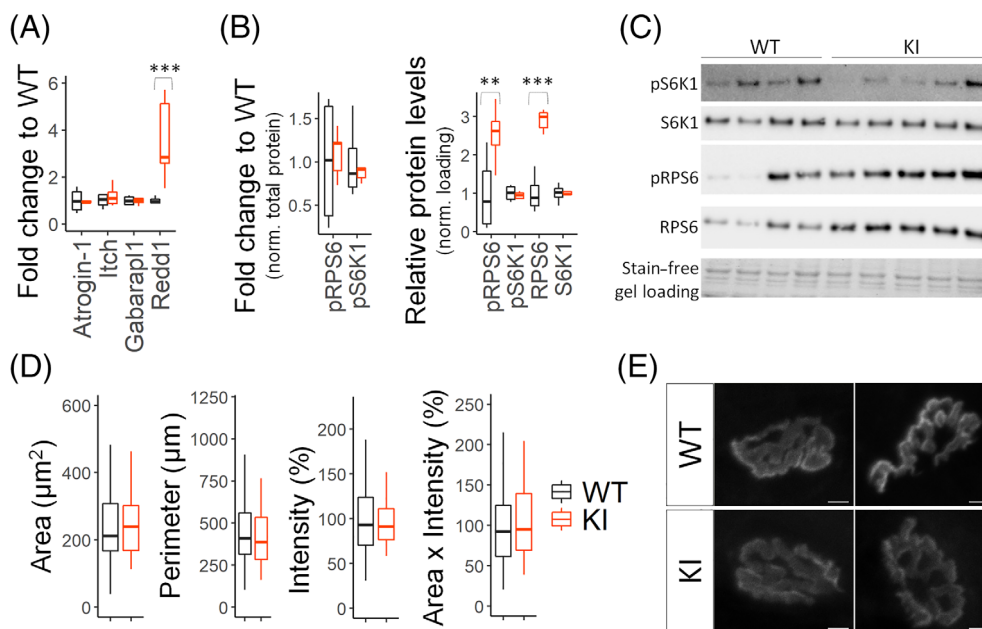 (A)
Fold change to WT
6
4
2
0
***
Atrogin-1
Itch
Gabarapl1
Redd1
(B)
Fold change to WT
(norm. total protein)
1.5
1.0
0.5
pRPS6
pS6K1
Relative protein levels
(norm. loading)
3
2
1
0
** ***
pRPS6
pS6K1
RPS6
S6K1
(C)
WT KI
pS6K1
S6K1
pRPS6
RPS6
Stain-free
gel loading
(D)
Area (µm²)
600
400
200
0
Perimeter (µm)
1250
1000
750
500
250
0
Intensity (%)
200
150
100
50
0
Area x Intensity (%)
250
200
150
100
50
0
WT
KI
(E)
WT
KI